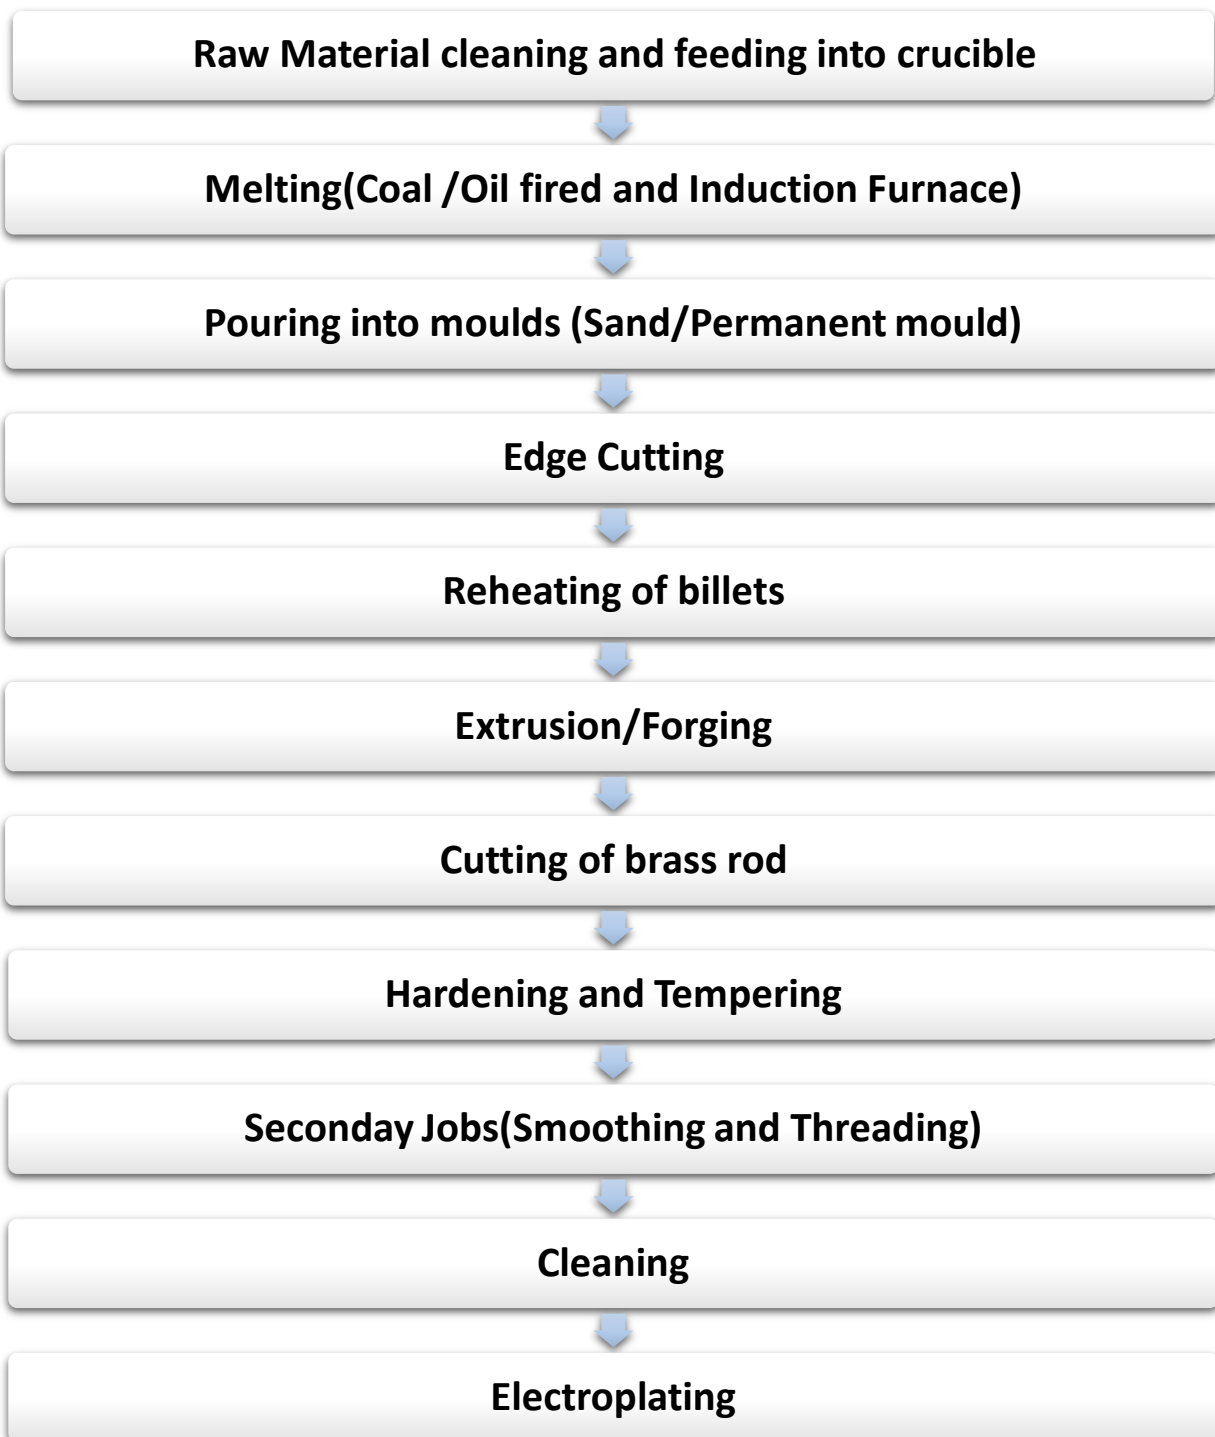 Raw Material cleaning and feeding into crucible
Melting(Coal /Oil fired and Induction Furnace)
Pouring into moulds (Sand/Permanent mould)
Edge Cutting
Reheating of billets
Extrusion/Forging
Cutting of brass rod
Hardening and Tempering
Seconday Jobs(Smoothing and Threading)
Cleaning
Electroplating